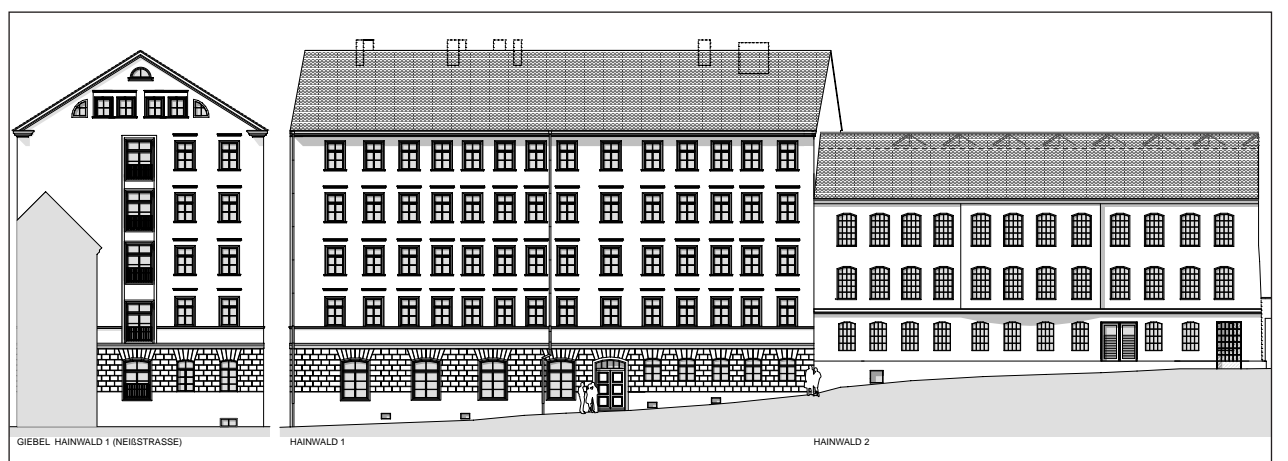 GIEBEL HAINWALD 1 (NEIßSTRASSE)
HAINWALD 1
HAINWALD 2